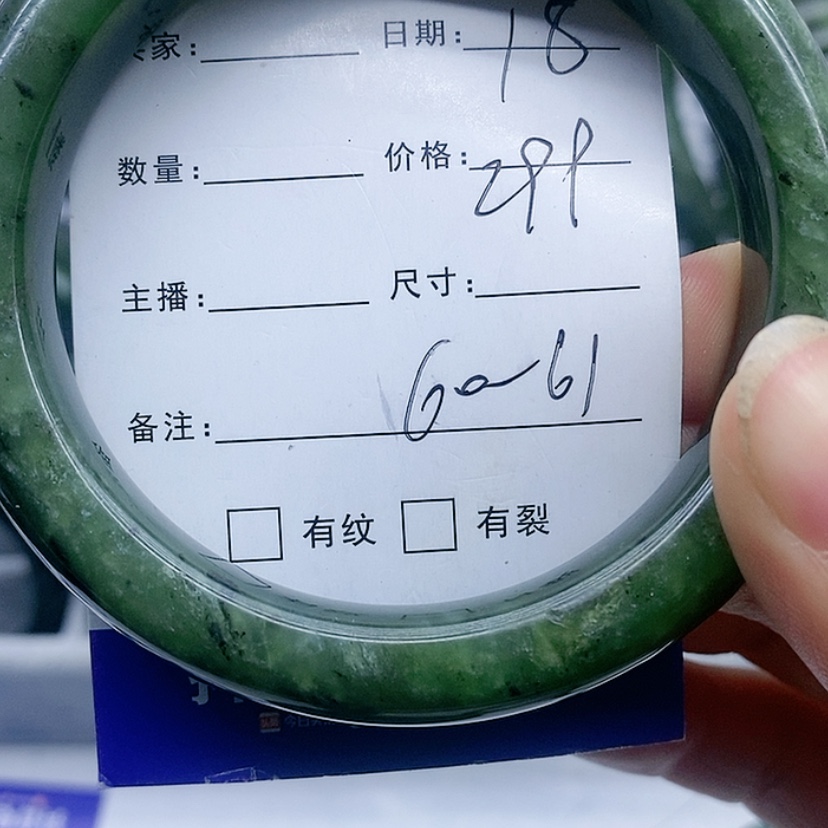 家: 日期: 18
数量: 价格: 299
主播: 尺寸:
备注: 60-61
有纹 有裂